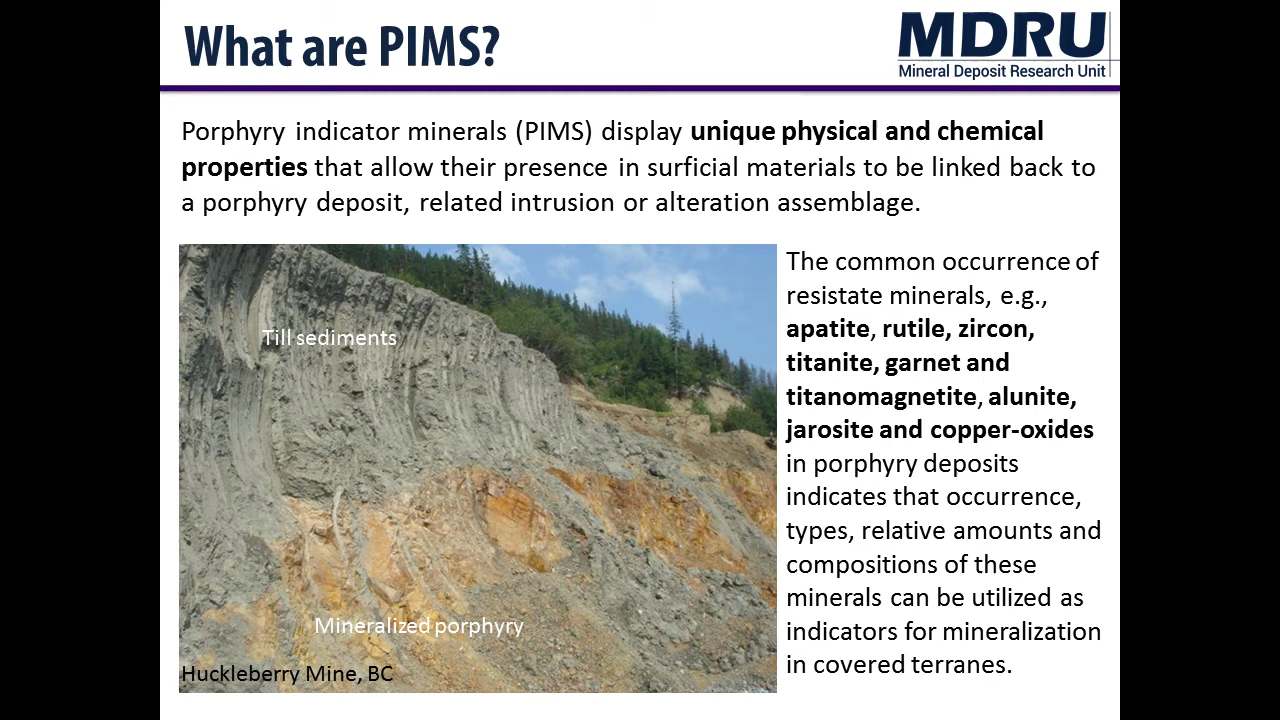 What are PIMS?
MDRU
Mineral Deposit Research Unit
Porphyry indicator minerals (PIMS) display unique physical and chemical
properties that allow their presence in surficial materials to be linked back to
a porphyry deposit, related intrusion or alteration assemblage.
Till sediments
Mineralized porphyry
Huckleberry Mine, BC
The common occurrence of
resistate minerals, e.g.,
apatite, rutile, zircon,
titanite, garnet and
titanomagnetite, alunite,
jarosite and copper-oxides
in porphyry deposits
indicates that occurrence,
types, relative amounts and
compositions of these
minerals can be utilized as
indicators for mineralization
in covered terranes.